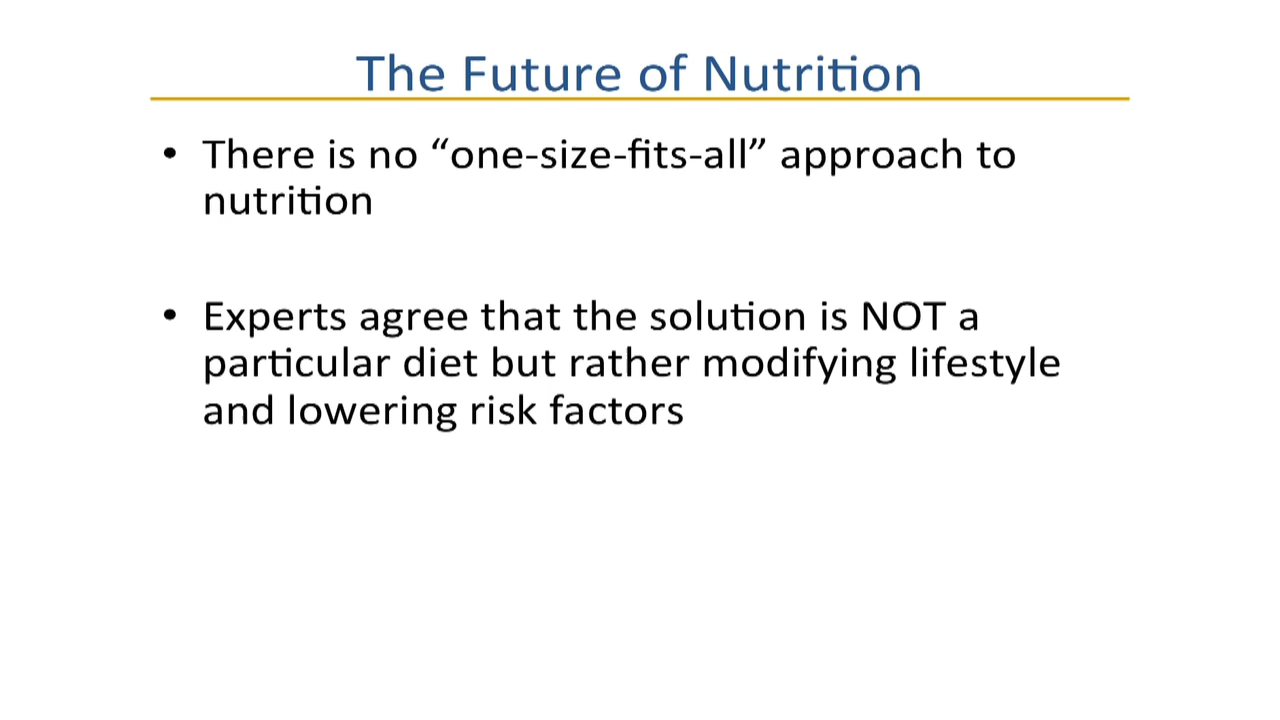 The Future of Nutrition
• There is no “one-size-fits-all” approach to
nutrition
• Experts agree that the solution is NOT a
particular diet but rather modifying lifestyle
and lowering risk factors